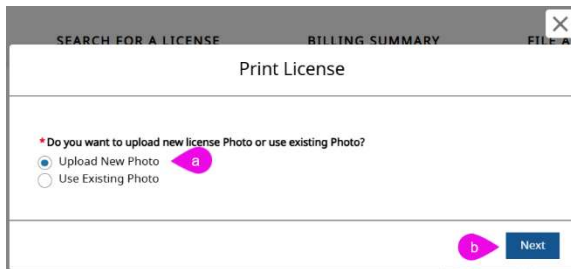 SEARCH FOR A LICENSE BILLING SUMMARY FILE A
Print License
*Do you want to upload new license Photo or use existing Photo?
Upload New Photo a
Use Existing Photo
b Next